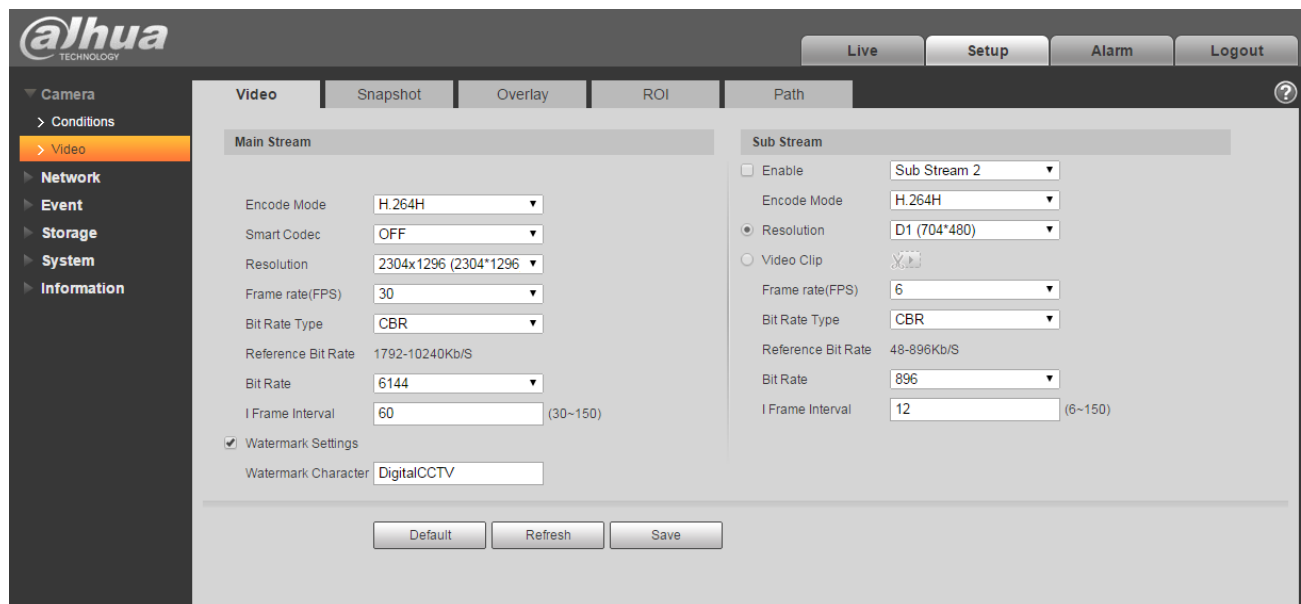 alhua
TECHNOLOGY
Live Setup Alarm Logout
Camera
Conditions
Video
Network
Event
Storage
System
Information
Video Snapshot Overlay ROI Path
?
Main Stream
Encode Mode H.264H
Smart Codec OFF
Resolution 2304x1296 (2304*1296
Frame rate(FPS) 30
Bit Rate Type CBR
Reference Bit Rate 1792-10240Kb/S
Bit Rate 6144
I Frame Interval 60 (30~150)
Watermark Settings
Watermark Character DigitalCCTV
Sub Stream
Enable Sub Stream 2
Encode Mode H.264H
Resolution D1 (704*480)
Video Clip
Frame rate(FPS) 6
Bit Rate Type CBR
Reference Bit Rate 48-896Kb/S
Bit Rate 896
I Frame Interval 12 (6~150)
Default Refresh Save